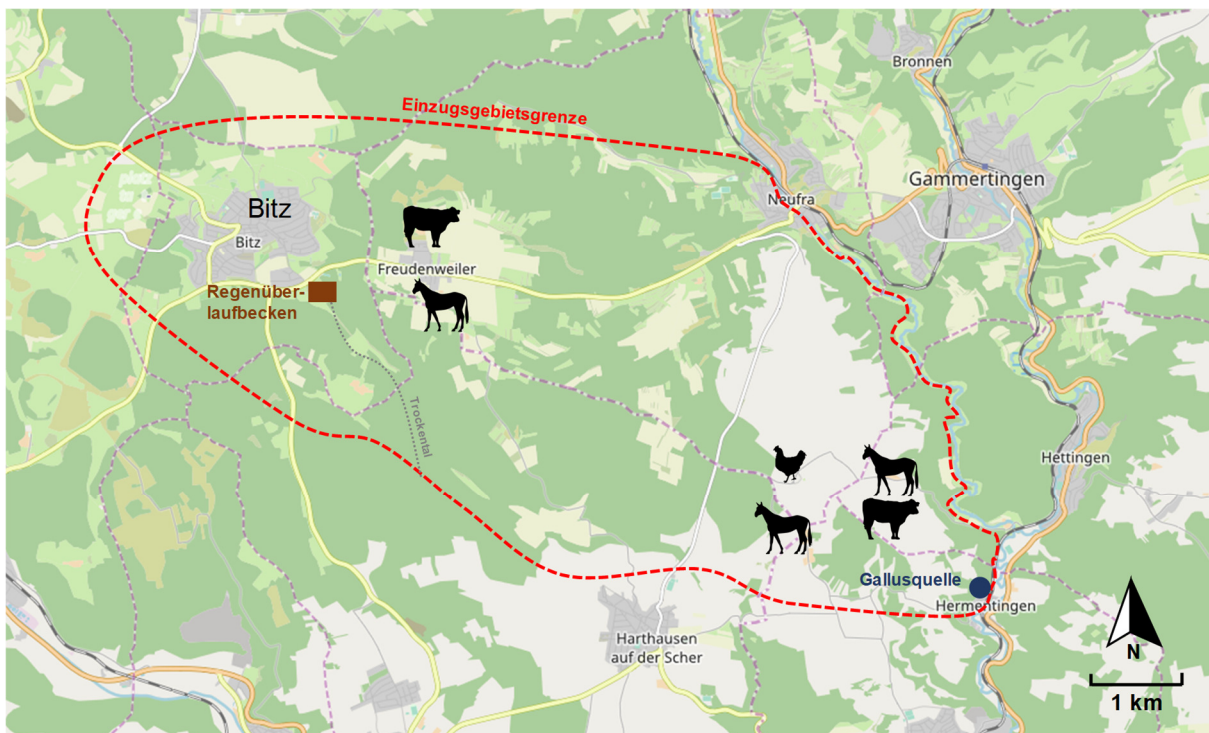 Bronnen
Einzugsgebietsgrenze
Gammertingen
Neufra
Bitz
Bitz
Freudenweiler
Regenüber-
laufbecken
Trockental
Hettingen
Gallusquelle
Hermentingen
Harthausen
auf der Scher
N
1 km